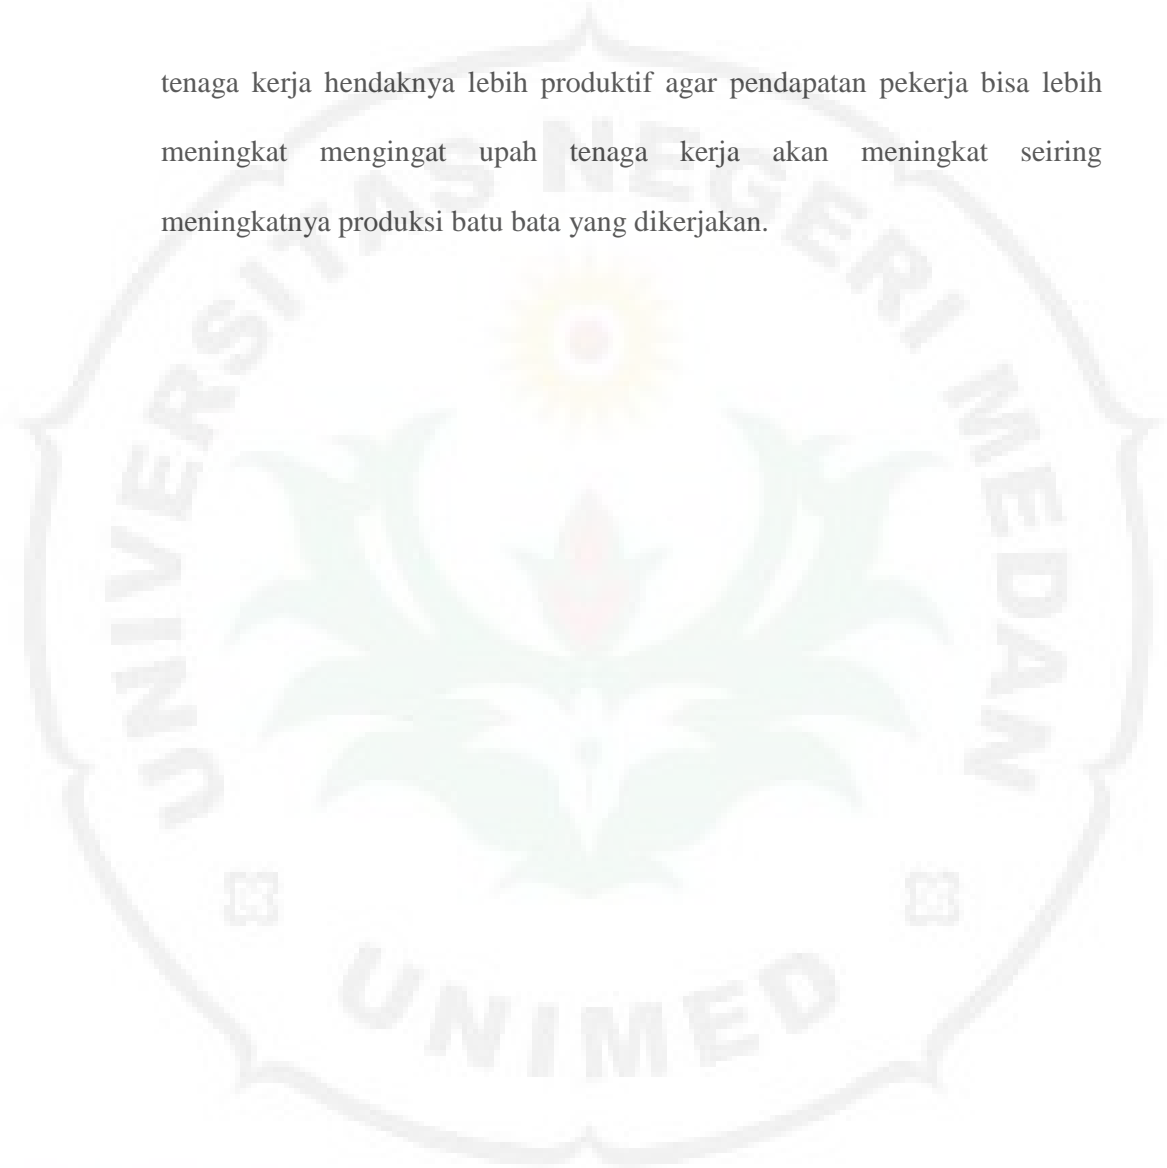 tenaga kerja hendaknya lebih produktif agar pendapatan pekerja bisa lebih
meningkat mengingat upah tenaga kerja akan meningkat seiring
meningkatnya produksi batu bata yang dikerjakan.
UNIVERSITAS NEGERI MEDAN
UNIMED